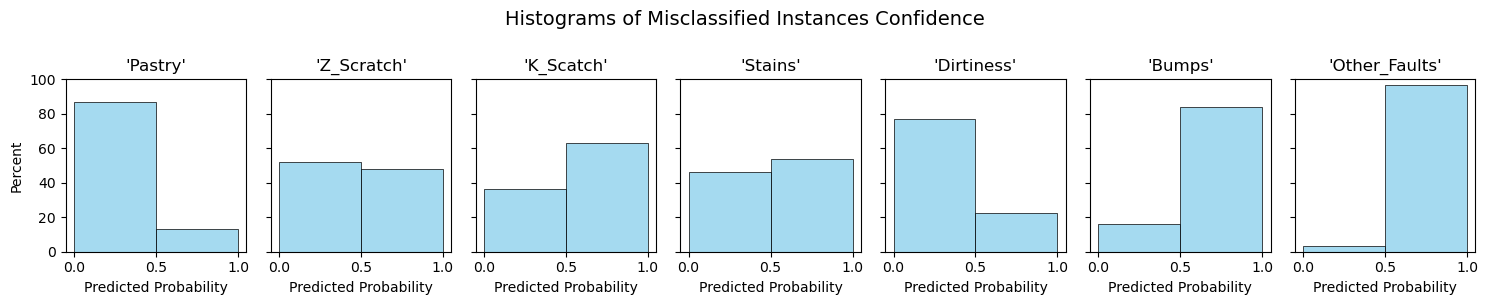 Histograms of Misclassified Instances Confidence
'Pastry' 'Z_Scratch' 'K_Scatch' 'Stains' 'Dirtiness' 'Bumps' 'Other_Faults'
100
80
60
40
20
0
Percent
0.0 0.5 1.0 0.0 0.5 1.0 0.0 0.5 1.0 0.0 0.5 1.0 0.0 0.5 1.0 0.0 0.5 1.0 0.0 0.5 1.0
Predicted Probability Predicted Probability Predicted Probability Predicted Probability Predicted Probability Predicted Probability Predicted Probability